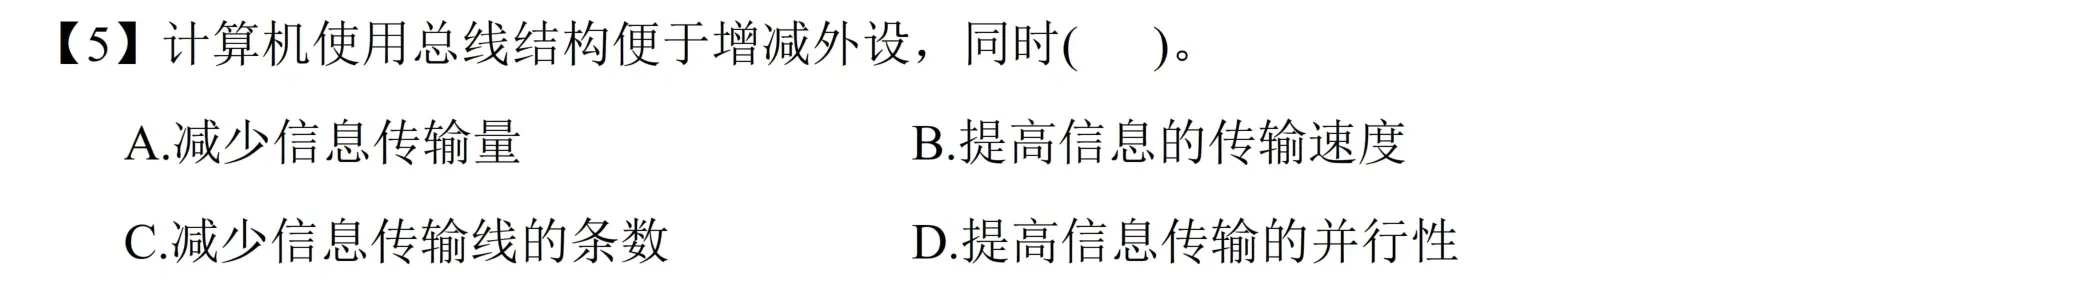 【5】计算机使用总线结构便于增减外设，同时(    )。
A.减少信息传输量 B.提高信息的传输速度
C.减少信息传输线的条数 D.提高信息传输的并行性